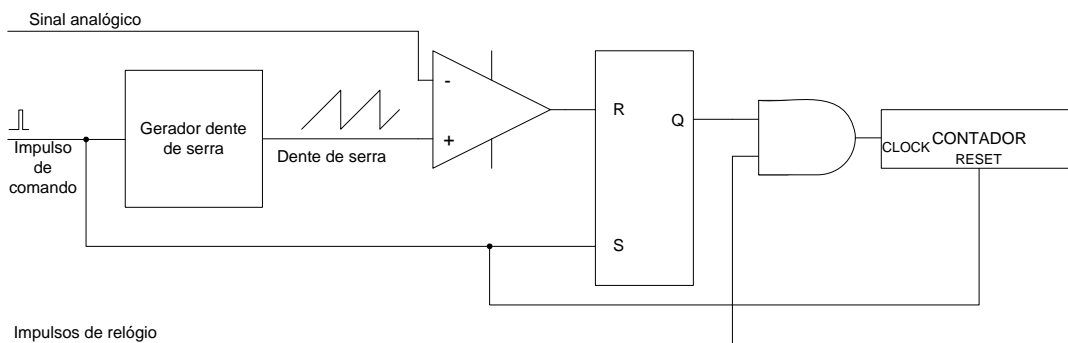 Sinal analógico
Gerador dente
de serra
Impulso
de
comando
Dente de serra
-
+
R
Q
S
CLOCK
CONTADOR
RESET
Impulsos de relógio